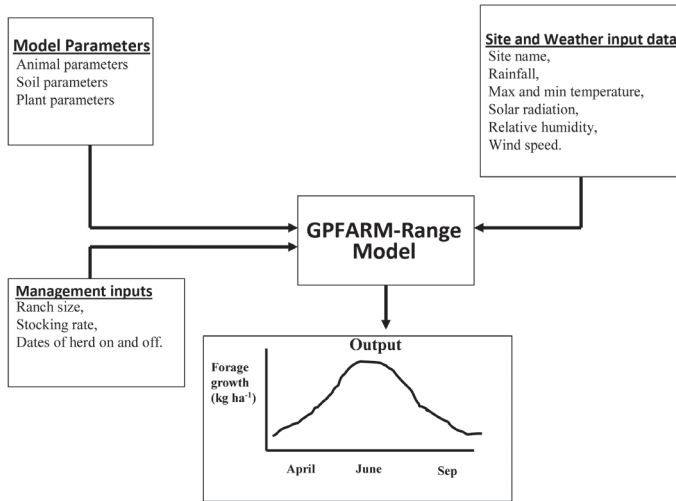 Model Parameters
Animal parameters
Soil parameters
Plant parameters
Site and Weather input data
Site name,
Rainfall,
Max and min temperature,
Solar radiation,
Relative humidity,
Wind speed.
GPFARM-Range
Model
Management inputs
Ranch size,
Stocking rate,
Dates of herd on and off.
Output
Forage
growth
(kg ha⁻¹)
April June Sep